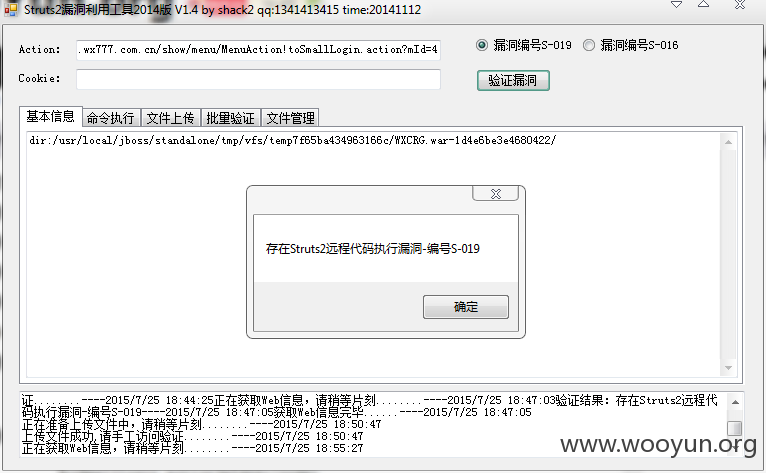 Struts2漏洞利用工具2014版 V1.4 by shack2 qq:1341413415 time:20141112
Action: .wx777.com.cn/show/menu/MenuAction!toSmallLogin.action?mId=4 漏洞编号S-019 漏洞编号S-016
Cookie: 验证漏洞
基本信息 命令执行 文件上传 批量验证 文件管理
dir:/usr/local/jboss/standalone/tmp/vfs/temp7f65ba434963166c/WXCRG.war-1d4e6be3e4680422/
存在Struts2远程代码执行漏洞-编号S-019
确定
证........----2015/7/25 18:44:25正在获取Web信息，请稍等片刻........----2015/7/25 18:47:03验证结果：存在Struts2远程代
码执行漏洞-编号S-019----2015/7/25 18:47:05获取Web信息完毕......----2015/7/25 18:47:05
正在准备上传文件中，请稍等片刻........----2015/7/25 18:50:47
上传文件成功,请手工访问验证........----2015/7/25 18:50:47
正在获取Web信息，请稍等片刻........----2015/7/25 18:55:27
www.wooyun.org